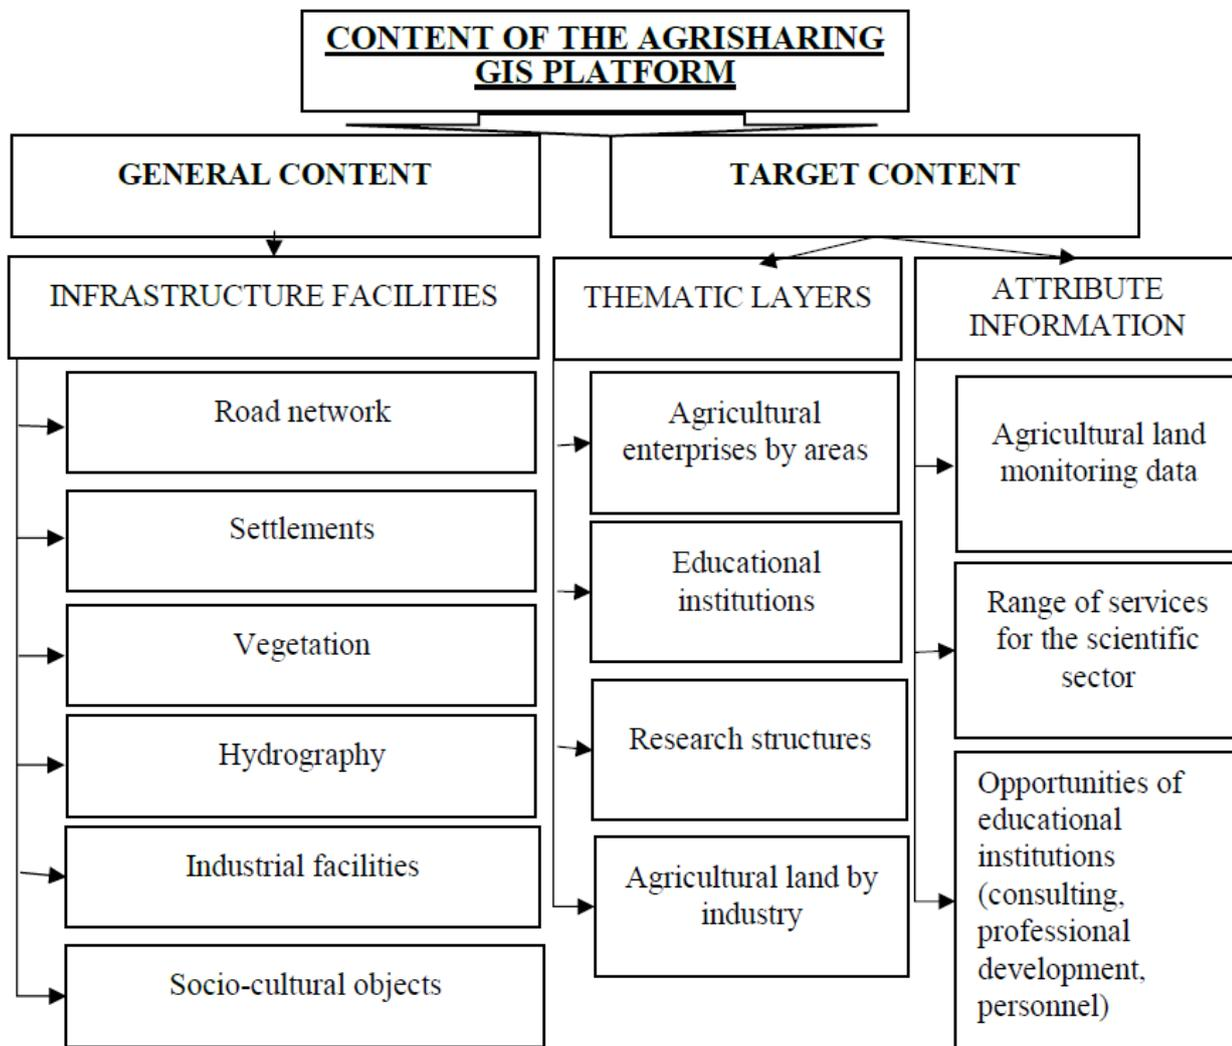 CONTENT OF THE AGRISHARING
GIS PLATFORM
GENERAL CONTENT
TARGET CONTENT
INFRASTRUCTURE FACILITIES
Road network
Settlements
Vegetation
Hydrography
Industrial facilities
Socio-cultural objects
THEMATIC LAYERS
Agricultural
enterprises by areas
Educational
institutions
Research structures
Agricultural land by
industry
ATTRIBUTE
INFORMATION
Agricultural land
monitoring data
Range of services
for the scientific
sector
Opportunities of
educational
institutions
(consulting,
professional
development,
personnel)